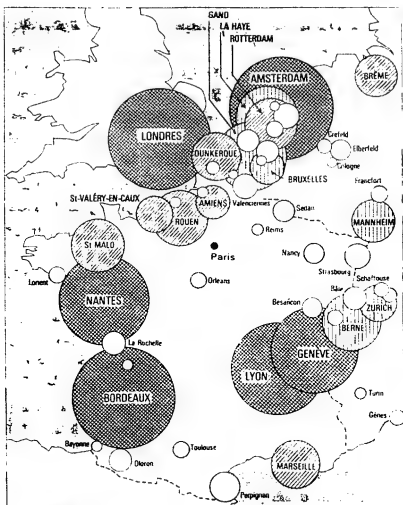 GAND
LA HAYE
ROTTERDAM
AMSTERDAM
BRÊME
LONDRES
Crefeld
Elberfeld
Cologne
DUNKERQUE
BRUXELLES
Francfort
St-VALÉRY-EN-CAUX
AMIENS
Valenciennes
ROUEN
Sedan
MANNHEIM
Reims
St MALO
Paris
Nancy
Strasbourg
Lorient
Orléans
Schaffouse
Bâle
Besançon
ZURICH
NANTES
BERNE
La Rochelle
GENÈVE
LYON
BORDEAUX
Turin
Gênes
Bayonne
Oloron
Toulouse
MARSEILLE
Perpignan